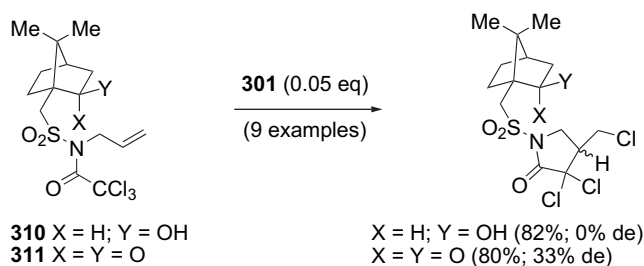 Me Me
Y
X
O₂S
N
O
CCl₃
301 (0.05 eq)
(9 examples)
Me Me
Y
X
O₂S
N
Cl
H
O
Cl
Cl
310 X = H; Y = OH
311 X = Y = O
X = H; Y = OH (82%; 0% de)
X = Y = O (80%; 33% de)